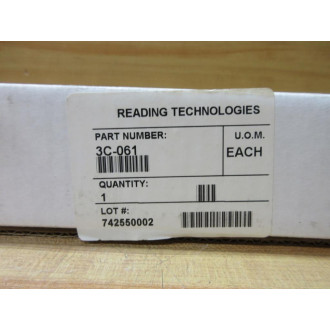 READING TECHNOLOGIES
PART NUMBER:
3C-061
U.O.M.
EACH
QUANTITY:
1
LOT #:
742550002